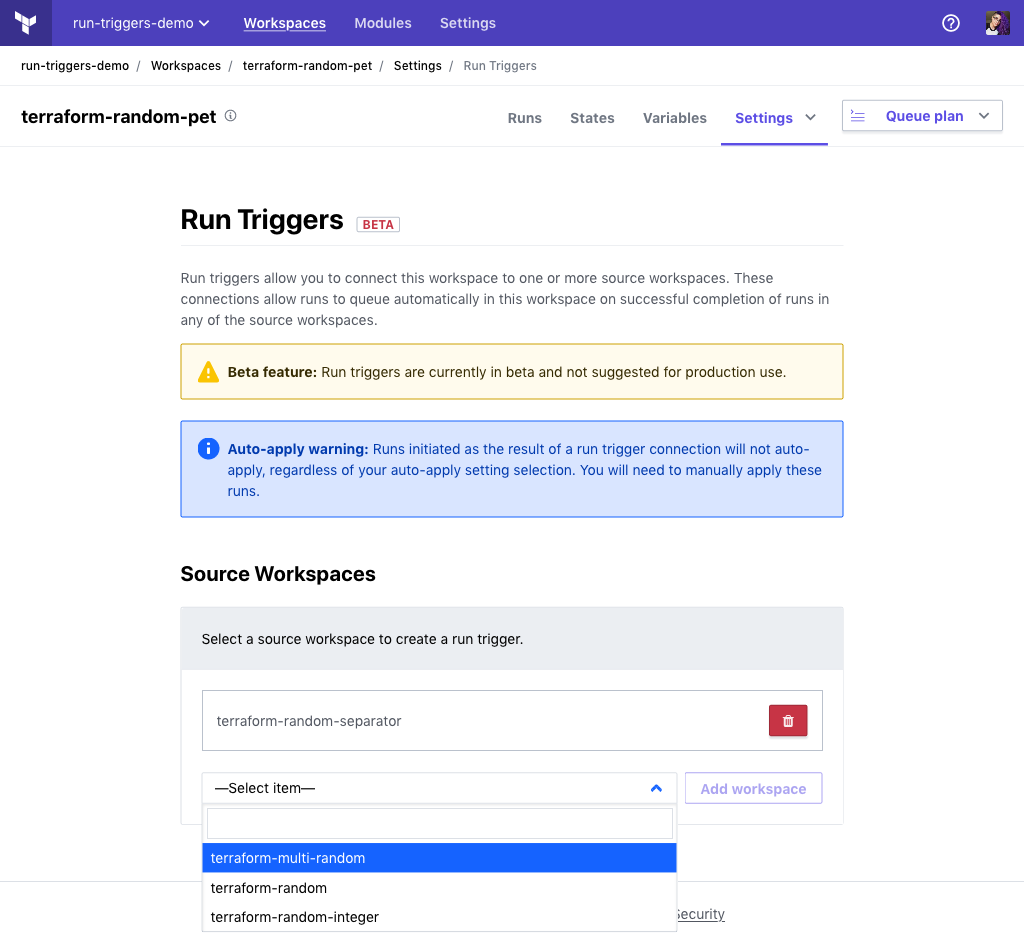 run-triggers-demo Workspaces Modules Settings
run-triggers-demo / Workspaces / terraform-random-pet / Settings / Run Triggers
terraform-random-pet Runs States Variables Settings Queue plan
Run Triggers BETA
Run triggers allow you to connect this workspace to one or more source workspaces. These
connections allow runs to queue automatically in this workspace on successful completion of runs in
any of the source workspaces.
Beta feature: Run triggers are currently in beta and not suggested for production use.
Auto-apply warning: Runs initiated as the result of a run trigger connection will not auto-
apply, regardless of your auto-apply setting selection. You will need to manually apply these
runs.
Source Workspaces
Select a source workspace to create a run trigger.
terraform-random-separator
—Select item— Add workspace
terraform-multi-random
terraform-random
terraform-random-integer
Security